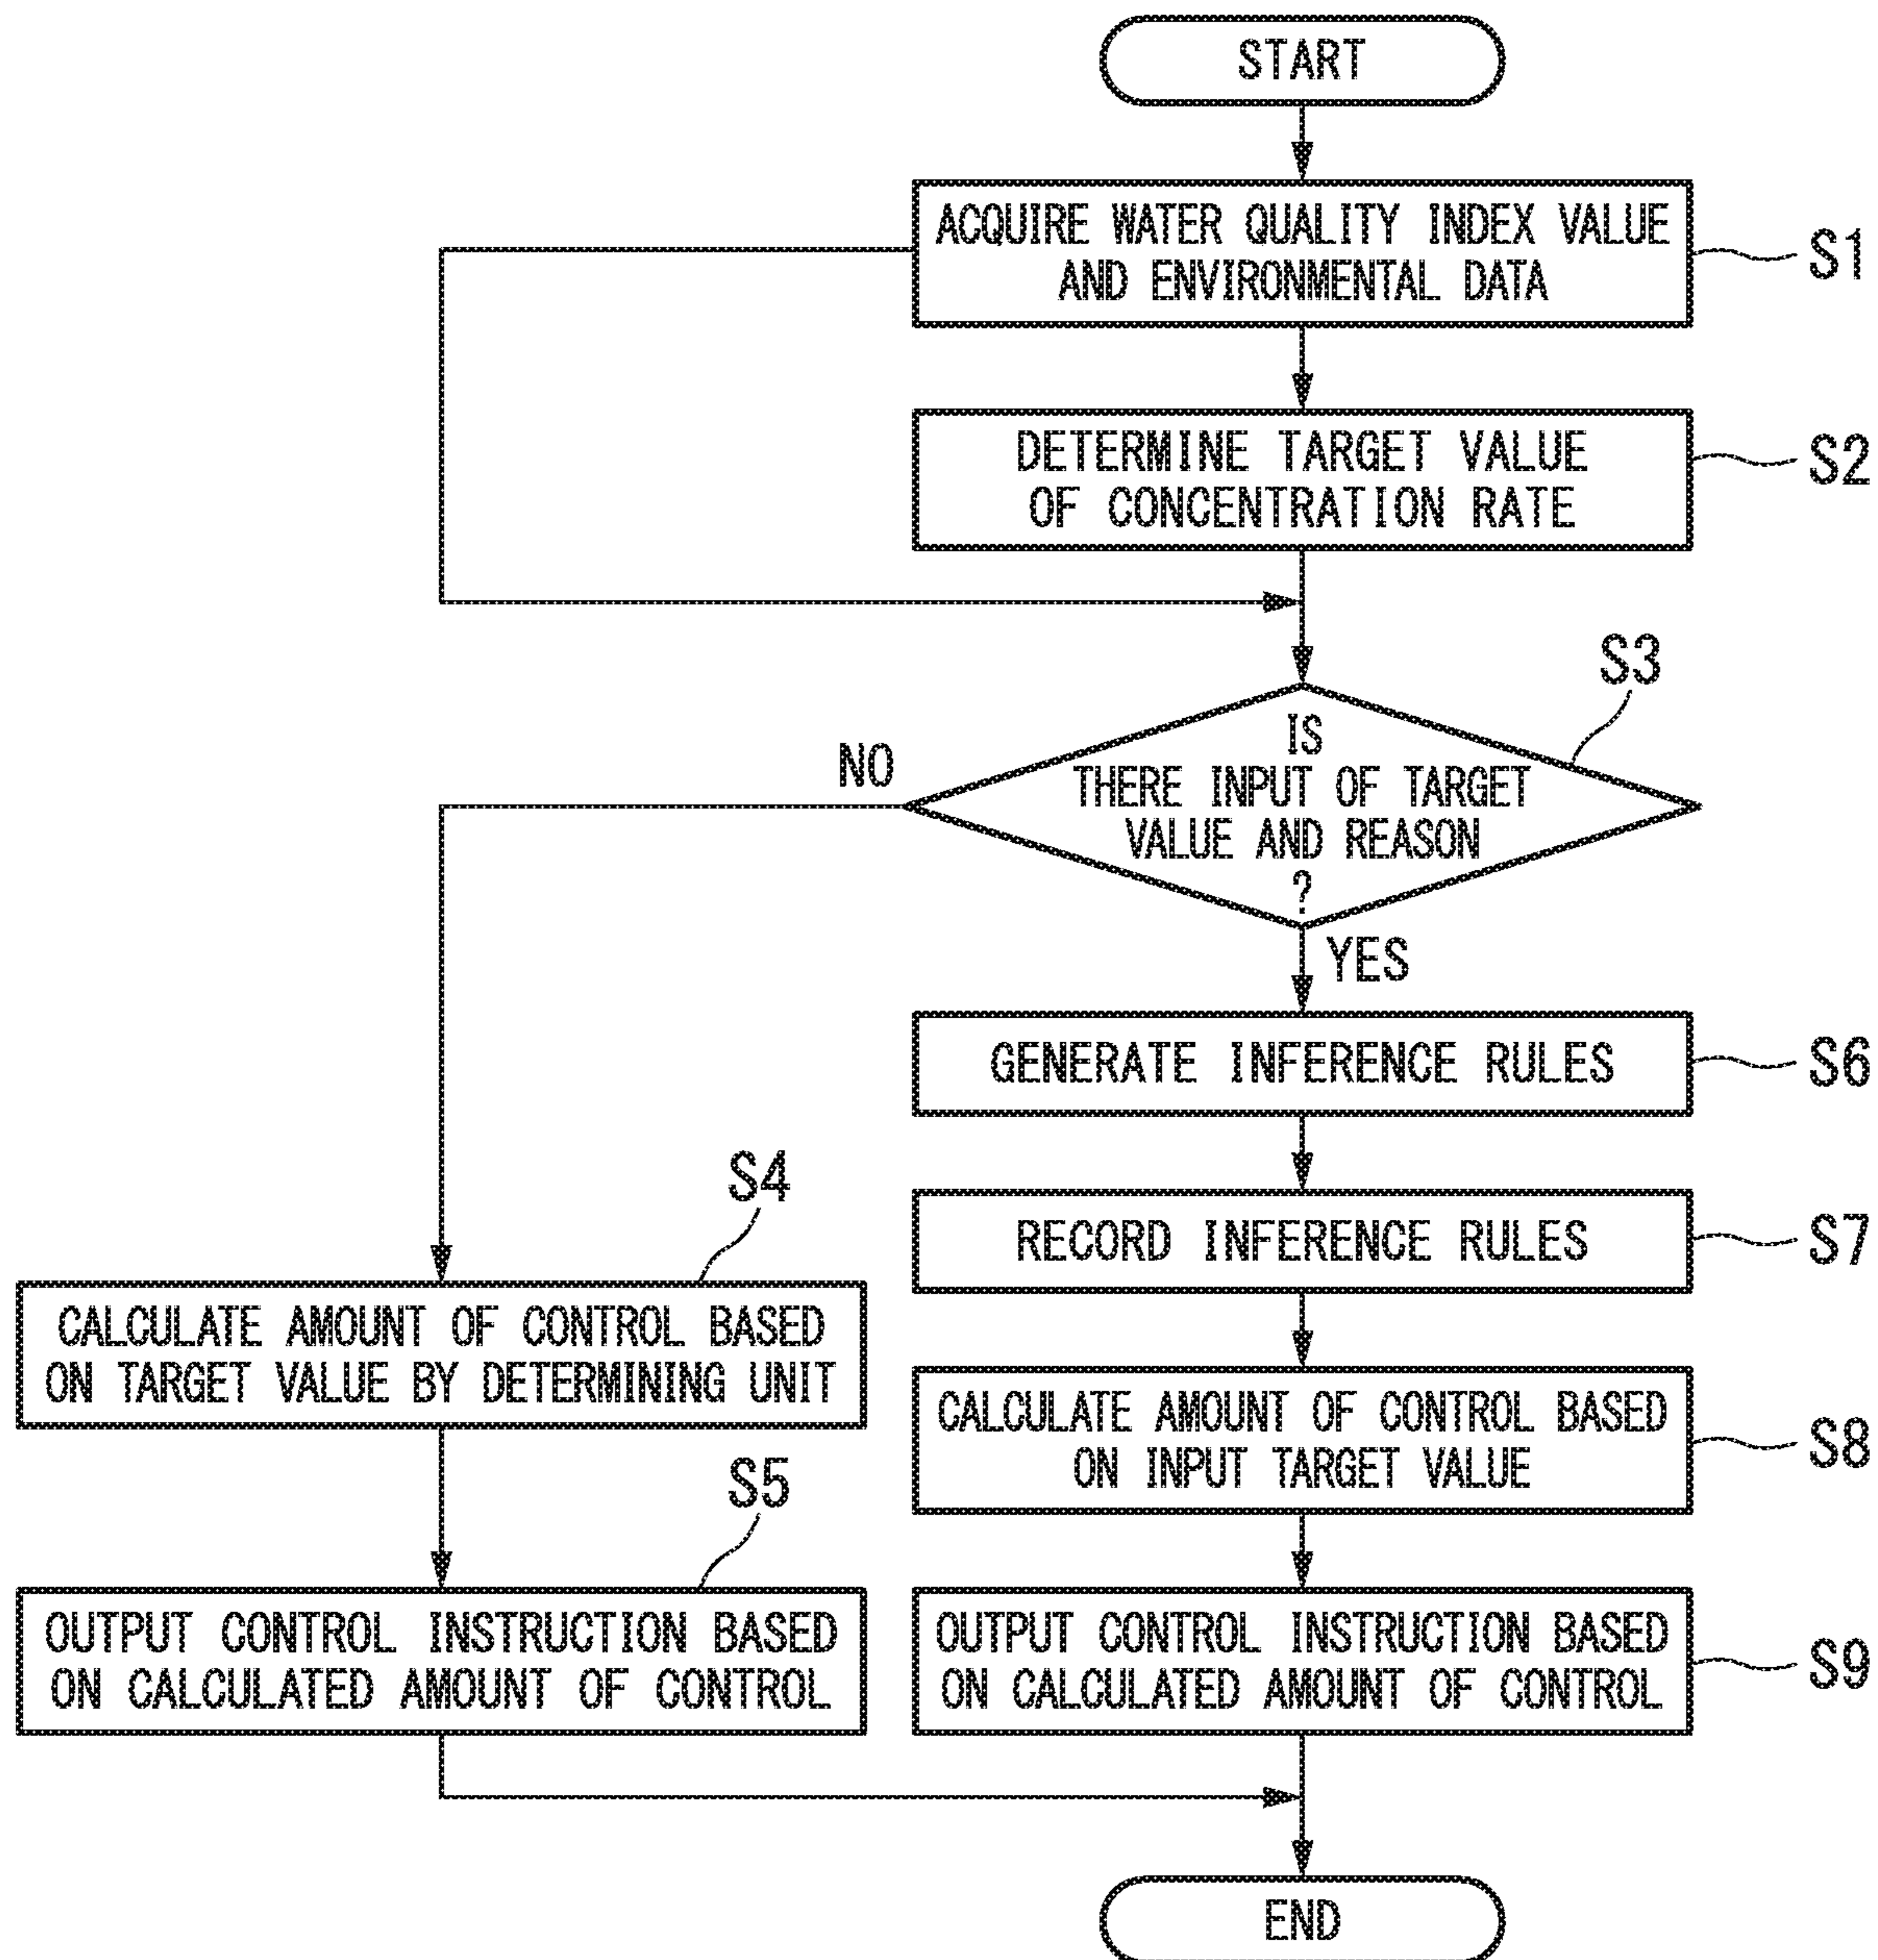 START
ACQUIRE WATER QUALITY INDEX VALUE
AND ENVIRONMENTAL DATA
S1
DETERMINE TARGET VALUE
OF CONCENTRATION RATE
S2
S3
IS
THERE INPUT OF TARGET
VALUE AND REASON
?
NO
YES
GENERATE INFERENCE RULES
S6
RECORD INFERENCE RULES
S7
S4
CALCULATE AMOUNT OF CONTROL BASED
ON TARGET VALUE BY DETERMINING UNIT
CALCULATE AMOUNT OF CONTROL BASED
ON INPUT TARGET VALUE
S8
S5
OUTPUT CONTROL INSTRUCTION BASED
ON CALCULATED AMOUNT OF CONTROL
OUTPUT CONTROL INSTRUCTION BASED
ON CALCULATED AMOUNT OF CONTROL
S9
END